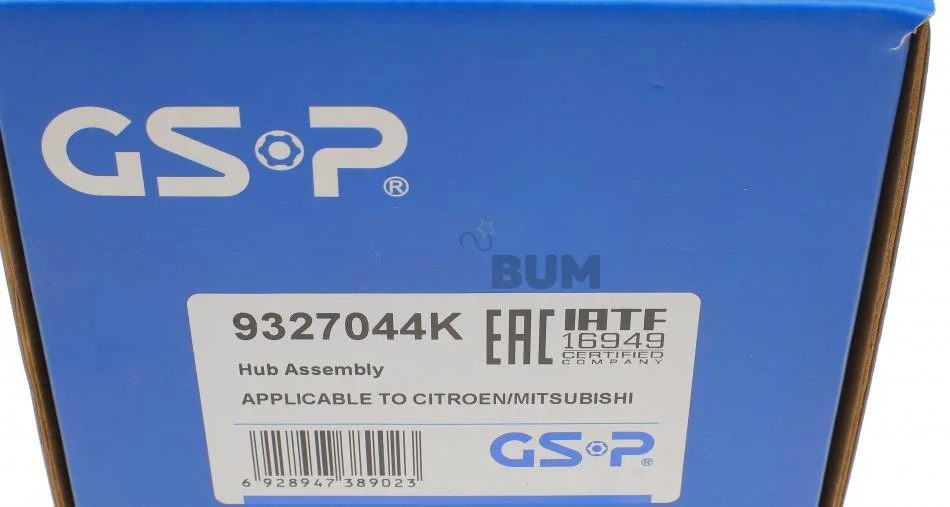 GSP®
BUM
9327044K
EAC
IATF
16949
CERTIFIED
COMPANY
Hub Assembly
APPLICABLE TO CITROEN/MITSUBISHI
GSP®
6 928947 389023